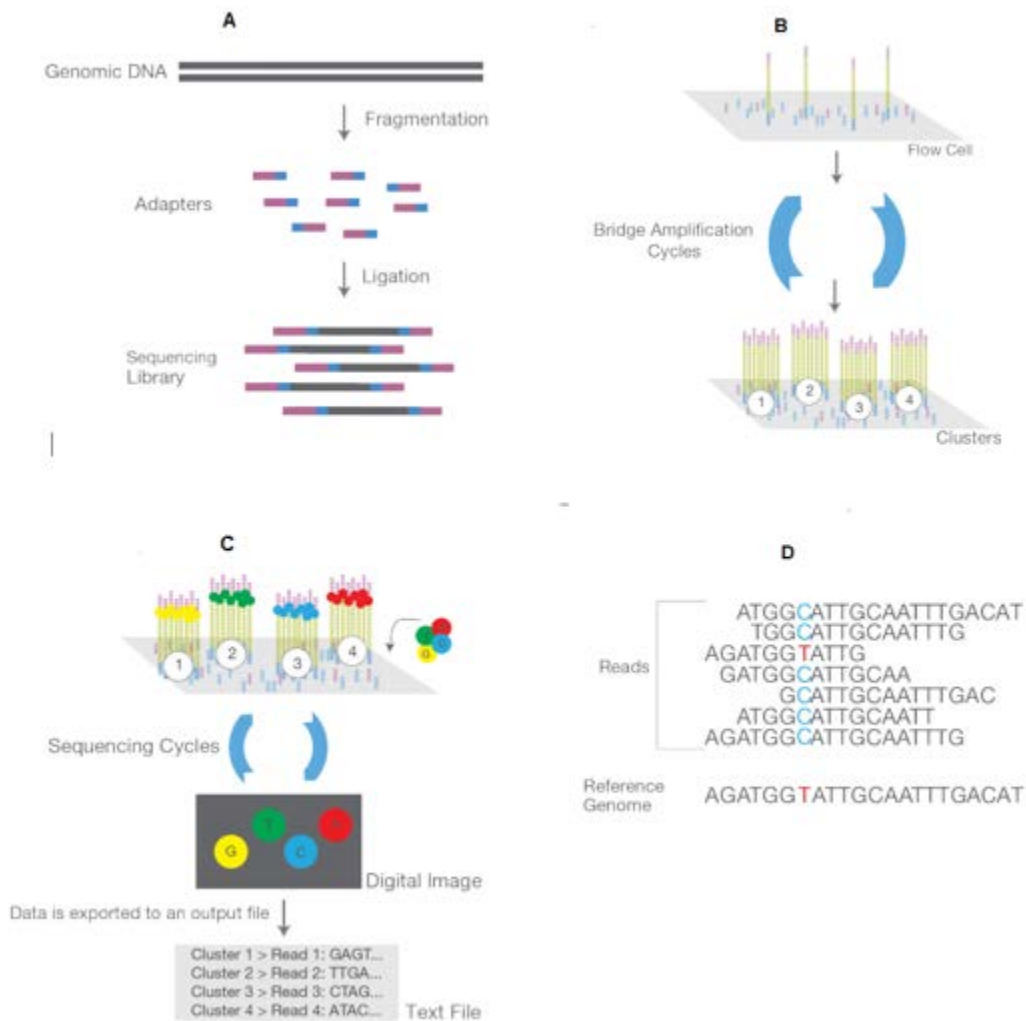 A
Genomic DNA
Fragmentation
Adapters
Ligation
Sequencing
Library
B
Flow Cell
Bridge Amplification
Cycles
1
2
3
4
Clusters
C
1
2
3
4
G
Sequencing Cycles
T
G
C
Digital Image
Data is exported to an output file
Cluster 1 > Read 1: GAGT...
Cluster 2 > Read 2: TTGA...
Cluster 3 > Read 3: CTAG...
Cluster 4 > Read 4: ATAC...
Text File
D
Reads
ATGGCATTGCAATTTGACAT
TGGCATTGCAATTTG
AGATGGTATTG
GATGGCATTGCAA
GCATTGCAATTTGAC
ATGGCATTGCAATT
AGATGGCATTGCAATTTG
Reference
Genome
AGATGGTATTGCAATTTGACAT